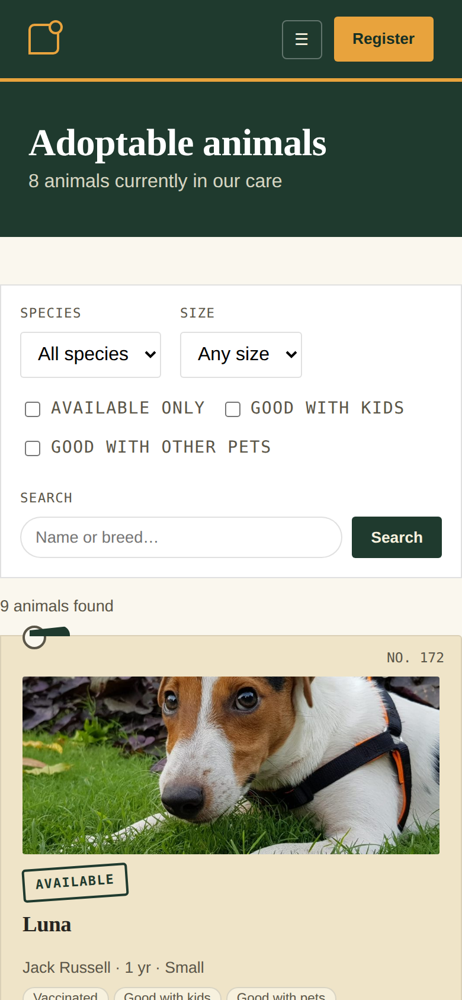 ☰ Register
Adoptable animals
8 animals currently in our care
SPECIES SIZE
All species Any size
AVAILABLE ONLY GOOD WITH KIDS
GOOD WITH OTHER PETS
SEARCH
Name or breed… Search
9 animals found
NO. 172
AVAILABLE
Luna
Jack Russell · 1 yr · Small
Vaccinated Good with kids Good with pets